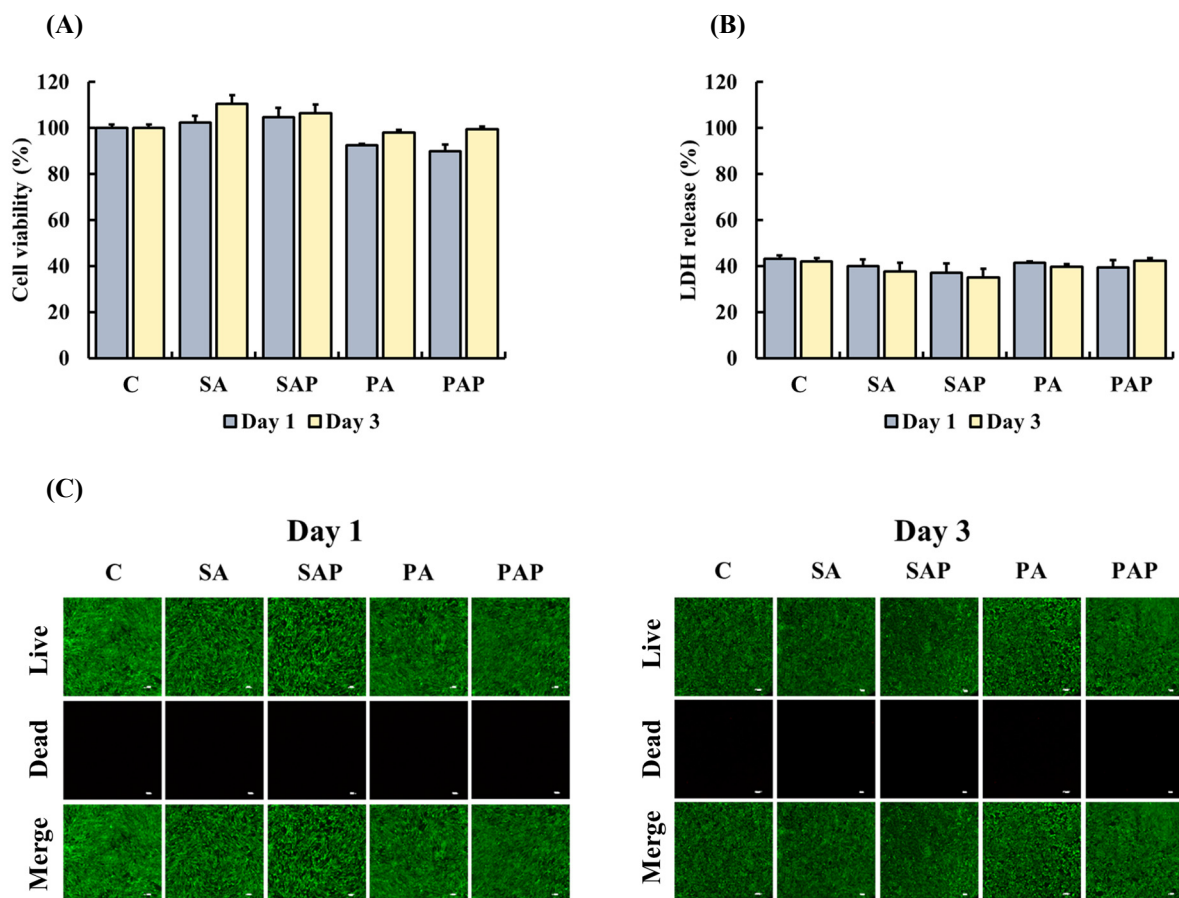 (A)
Cell viability (%)
120
100
80
60
40
20
0
C SA SAP PA PAP
Day 1 Day 3
(B)
LDH release (%)
120
100
80
60
40
20
0
C SA SAP PA PAP
Day 1 Day 3
(C)
Day 1
C SA SAP PA PAP
Live
Dead
Merge
Day 3
C SA SAP PA PAP
Live
Dead
Merge